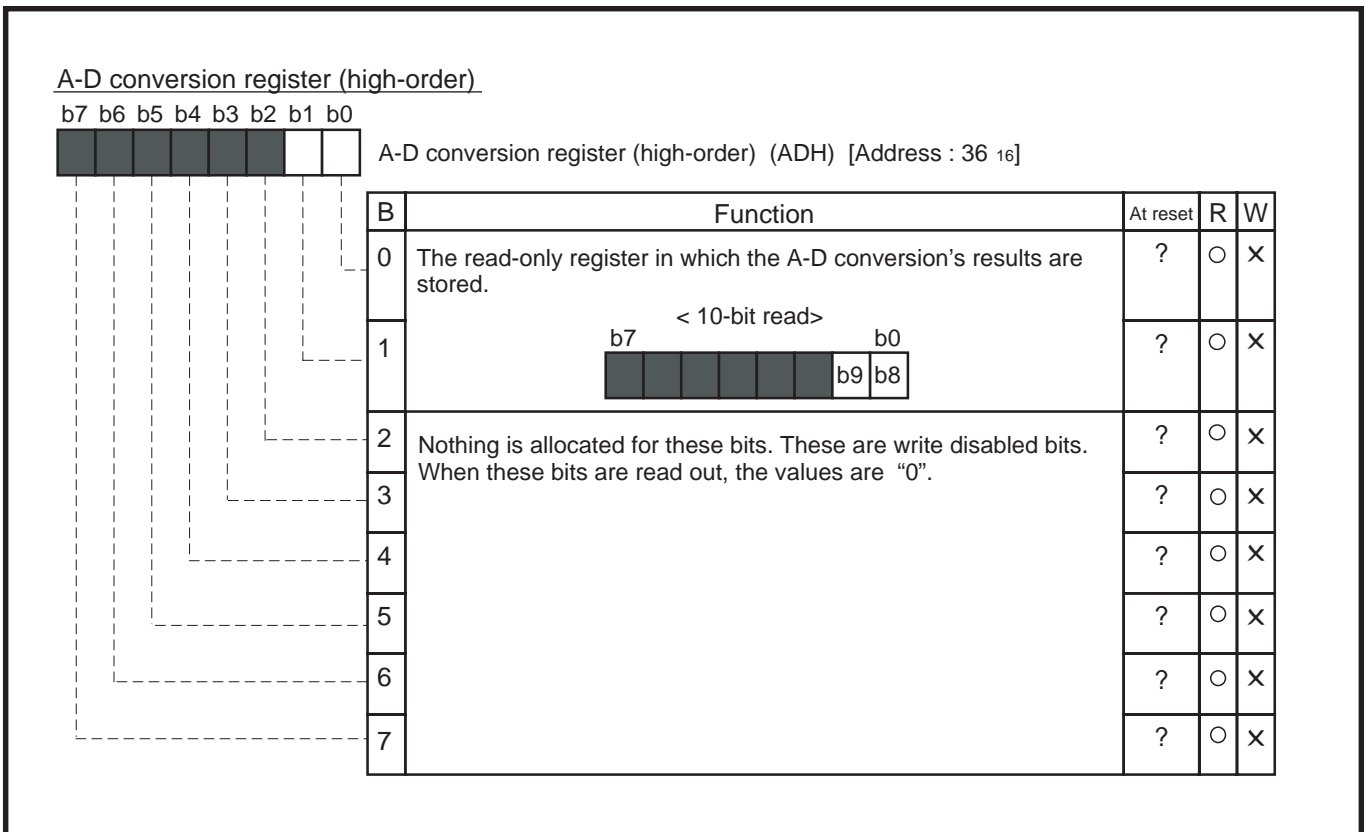 A-D conversion register (high-order)
b7 b6 b5 b4 b3 b2 b1 b0
A-D conversion register (high-order) (ADH) [Address : 36 16]
B Function At reset R W
0 The read-only register in which the A-D conversion’s results are ? ○ ×
stored.
< 10-bit read>
b7 b0
1 ? ○ ×
b9 b8
2 Nothing is allocated for these bits. These are write disabled bits. ? ○ ×
When these bits are read out, the values are “0”.
3 ? ○ ×
4 ? ○ ×
5 ? ○ ×
6 ? ○ ×
7 ? ○ ×